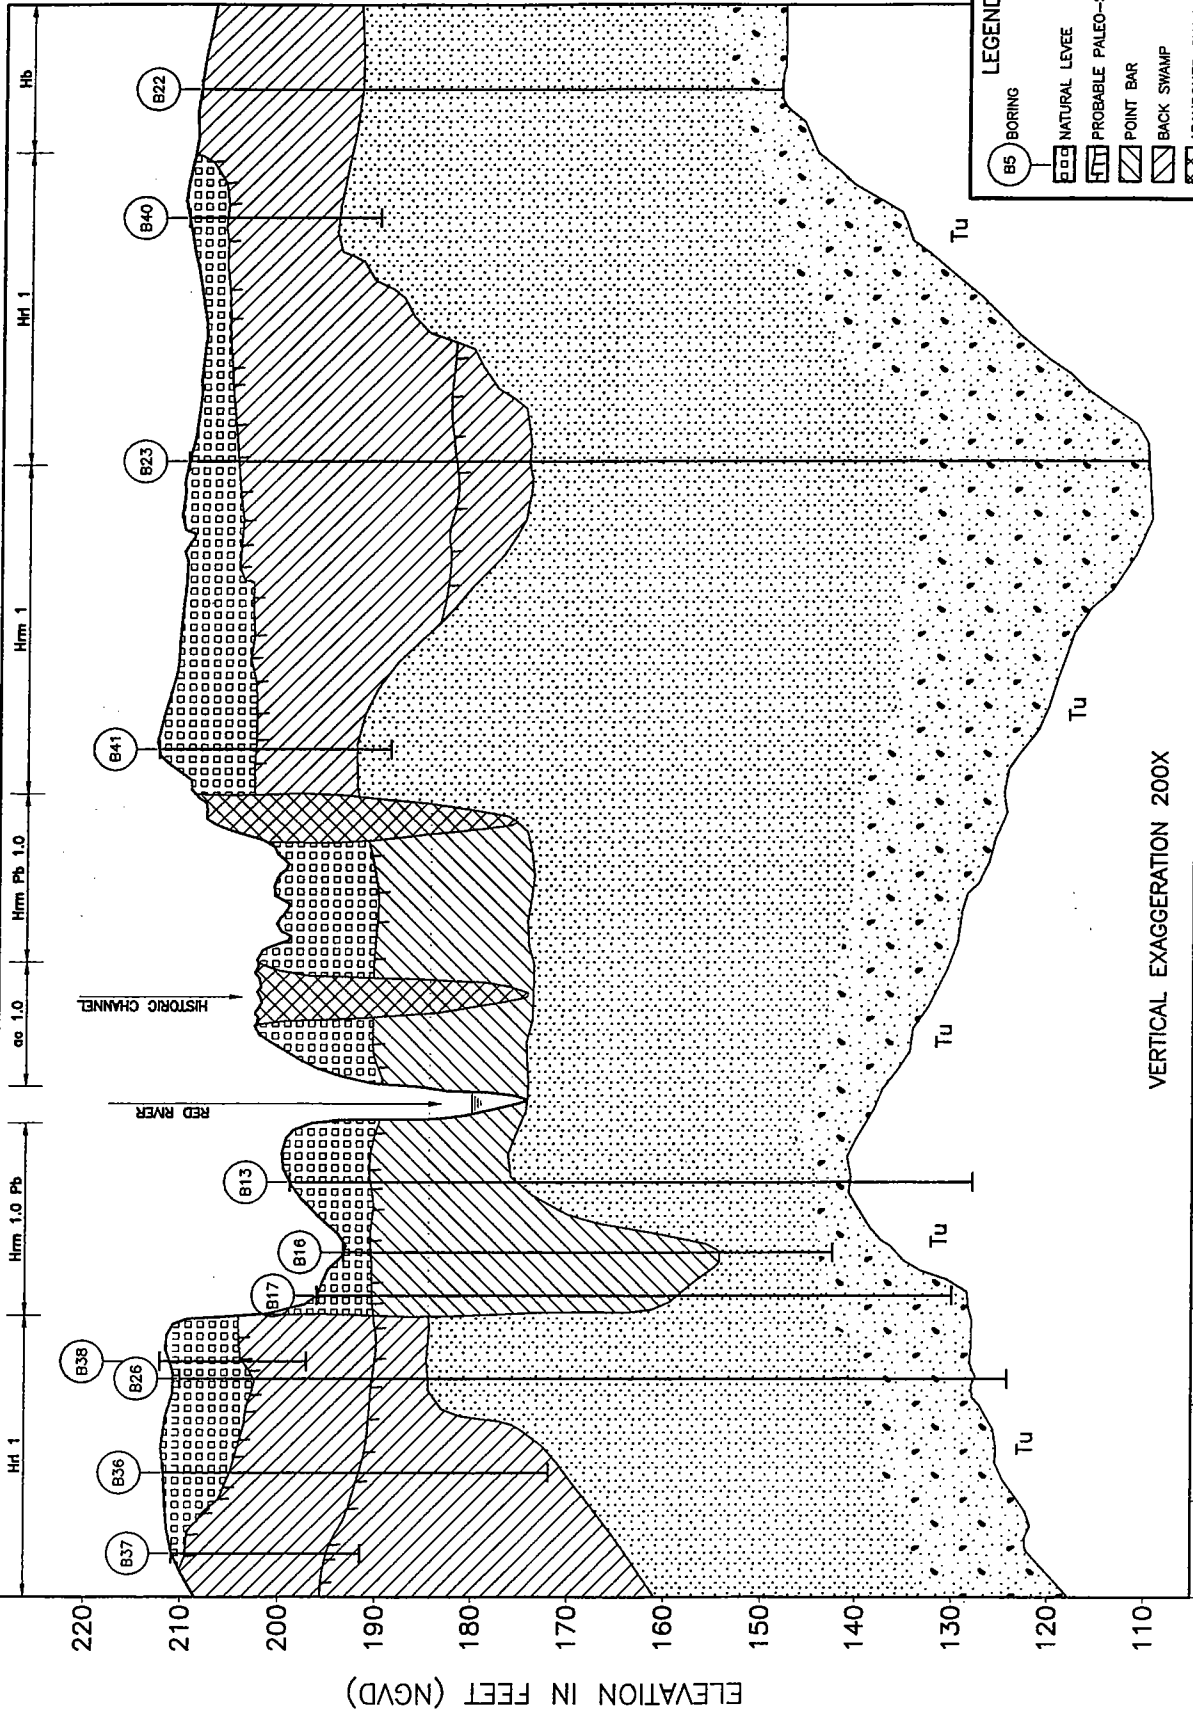 Hrl 1
Hrm 1.0 Pb
ac 1.0
Hrm Pb 1.0
Hrm 1
Hrl 1
Hb
B37
B36
B26
B38
B17
B16
B13
RED RIVER
HISTORIC CHANNEL
B41
B23
B40
B22
220
210
200
190
180
170
160
150
140
130
120
110
ELEVATION IN FEET (NGVD)
Tu
Tu
Tu
Tu
Tu
VERTICAL EXAGGERATION 200X
LEGEND
B5 BORING
NATURAL LEVEE
PROBABLE PALEO-
POINT BAR
BACK SWAMP